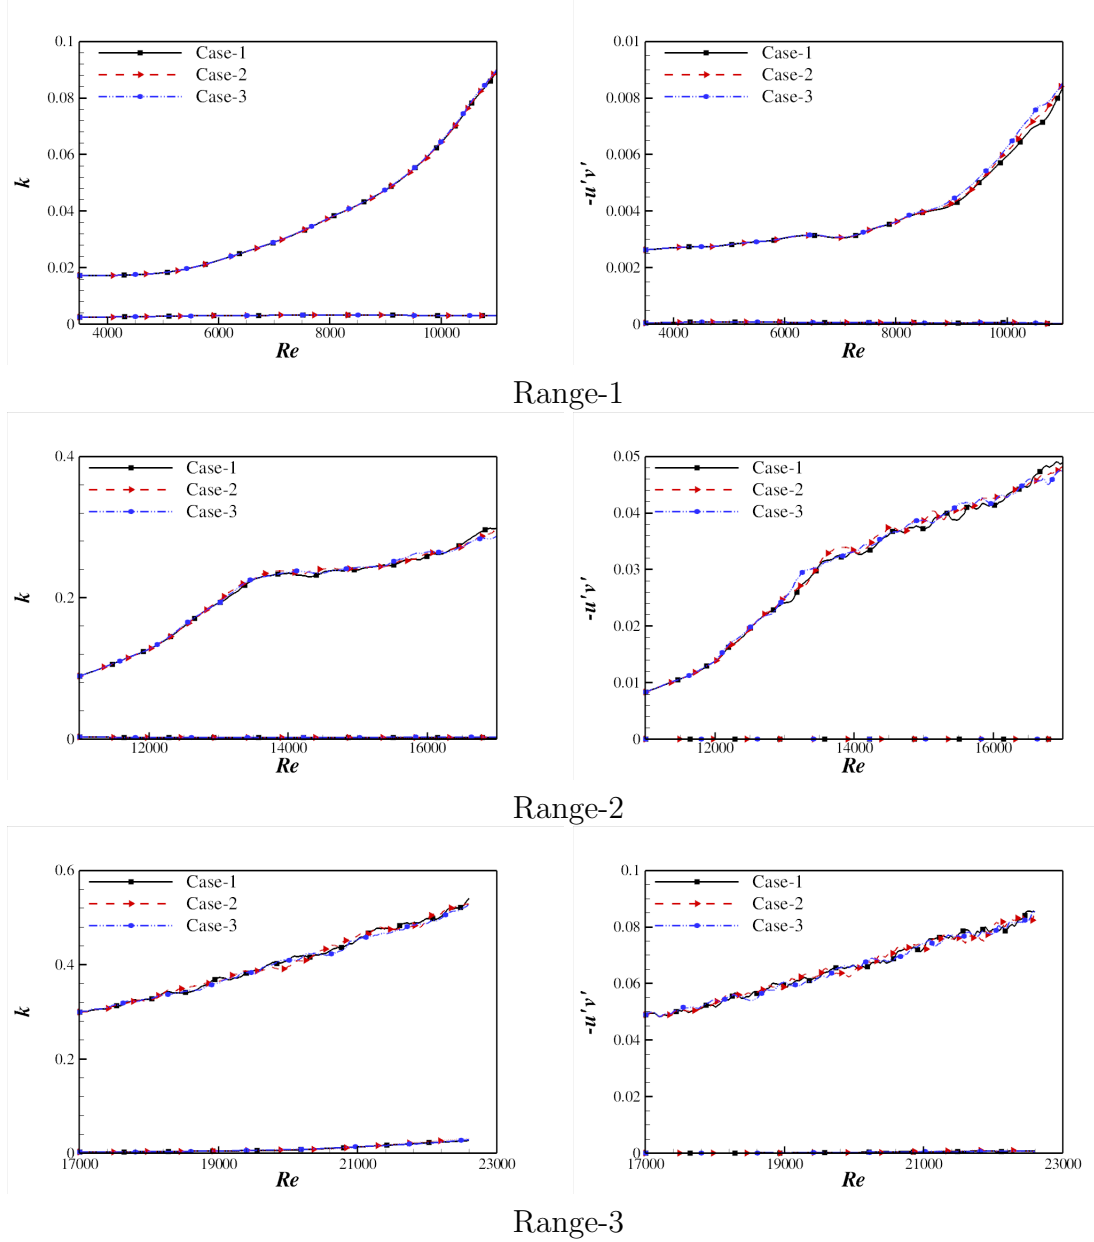 0.1
0.08
0.06
0.04
0.02
0
k
Case-1
Case-2
Case-3
4000 6000 8000 10000
Re
0.01
0.008
0.006
0.004
0.002
0
-u'v'
Case-1
Case-2
Case-3
4000 6000 8000 10000
Re
Range-1
0.4
0.2
0
k
Case-1
Case-2
Case-3
12000 14000 16000
Re
0.05
0.04
0.03
0.02
0.01
0
-u'v'
Case-1
Case-2
Case-3
12000 14000 16000
Re
Range-2
0.6
0.4
0.2
0
k
Case-1
Case-2
Case-3
17000 19000 21000 23000
Re
0.1
0.08
0.06
0.04
0.02
0
-u'v'
Case-1
Case-2
Case-3
17000 19000 21000 23000
Re
Range-3